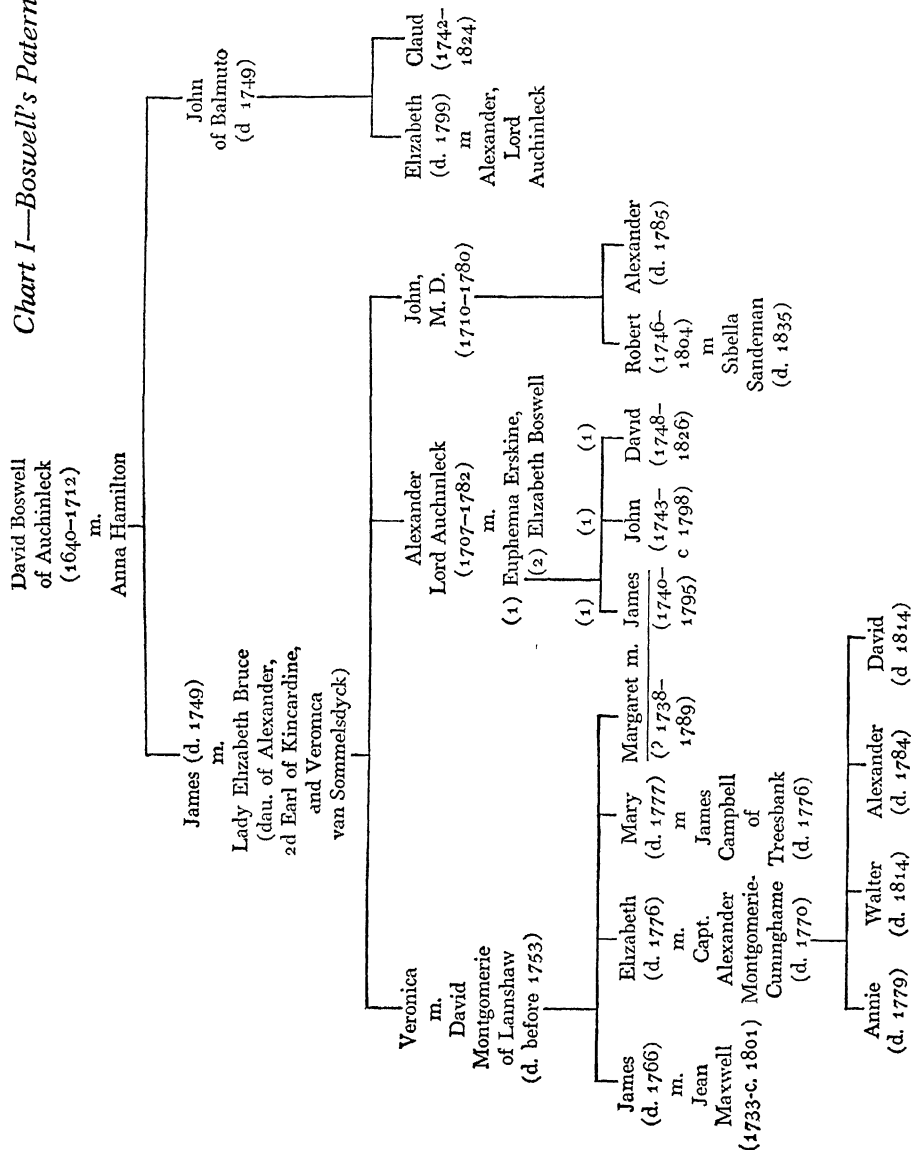 Chart I—Boswell's Patern
David Boswell
of Auchinleck
(1640–1712)
m.
Anna Hamilton
James (d. 1749)
m.
Lady Elizabeth Bruce
(dau. of Alexander,
2d Earl of Kincardine,
and Veronica
van Sommelsdyck)
John
of Balmuto
(d 1749)
Veronica
m.
David
Montgomerie
of Lainshaw
(d. before 1753)
Alexander
Lord Auchinleck
(1707–1782)
m.
(1) Euphemia Erskine,
(2) Elizabeth Boswell
John,
M. D.
(1710–1780)
Elizabeth
(d. 1799)
m
Alexander,
Lord
Auchinleck
Claud
(1742–
1824)
James
(d. 1766)
m.
Jean
Maxwell
(1733-c. 1801)
Elizabeth
(d. 1776)
m.
Capt.
Alexander
Montgomerie-
Cuninghame
(d. 1770)
Mary
(d. 1777)
m
James
Campbell
of
Treesbank
(d. 1776)
Margaret m. James
(? 1738–
1789)
(1)
(1740–
1795)
(1)
John
(1743–
c 1798)
(1)
David
(1748–
1826)
Robert
(1746–
1804)
m
Sibella
Sandeman
(d. 1835)
Alexander
(d. 1785)
Annie
(d. 1779)
Walter
(d. 1814)
Alexander
(d. 1784)
David
(d 1814)